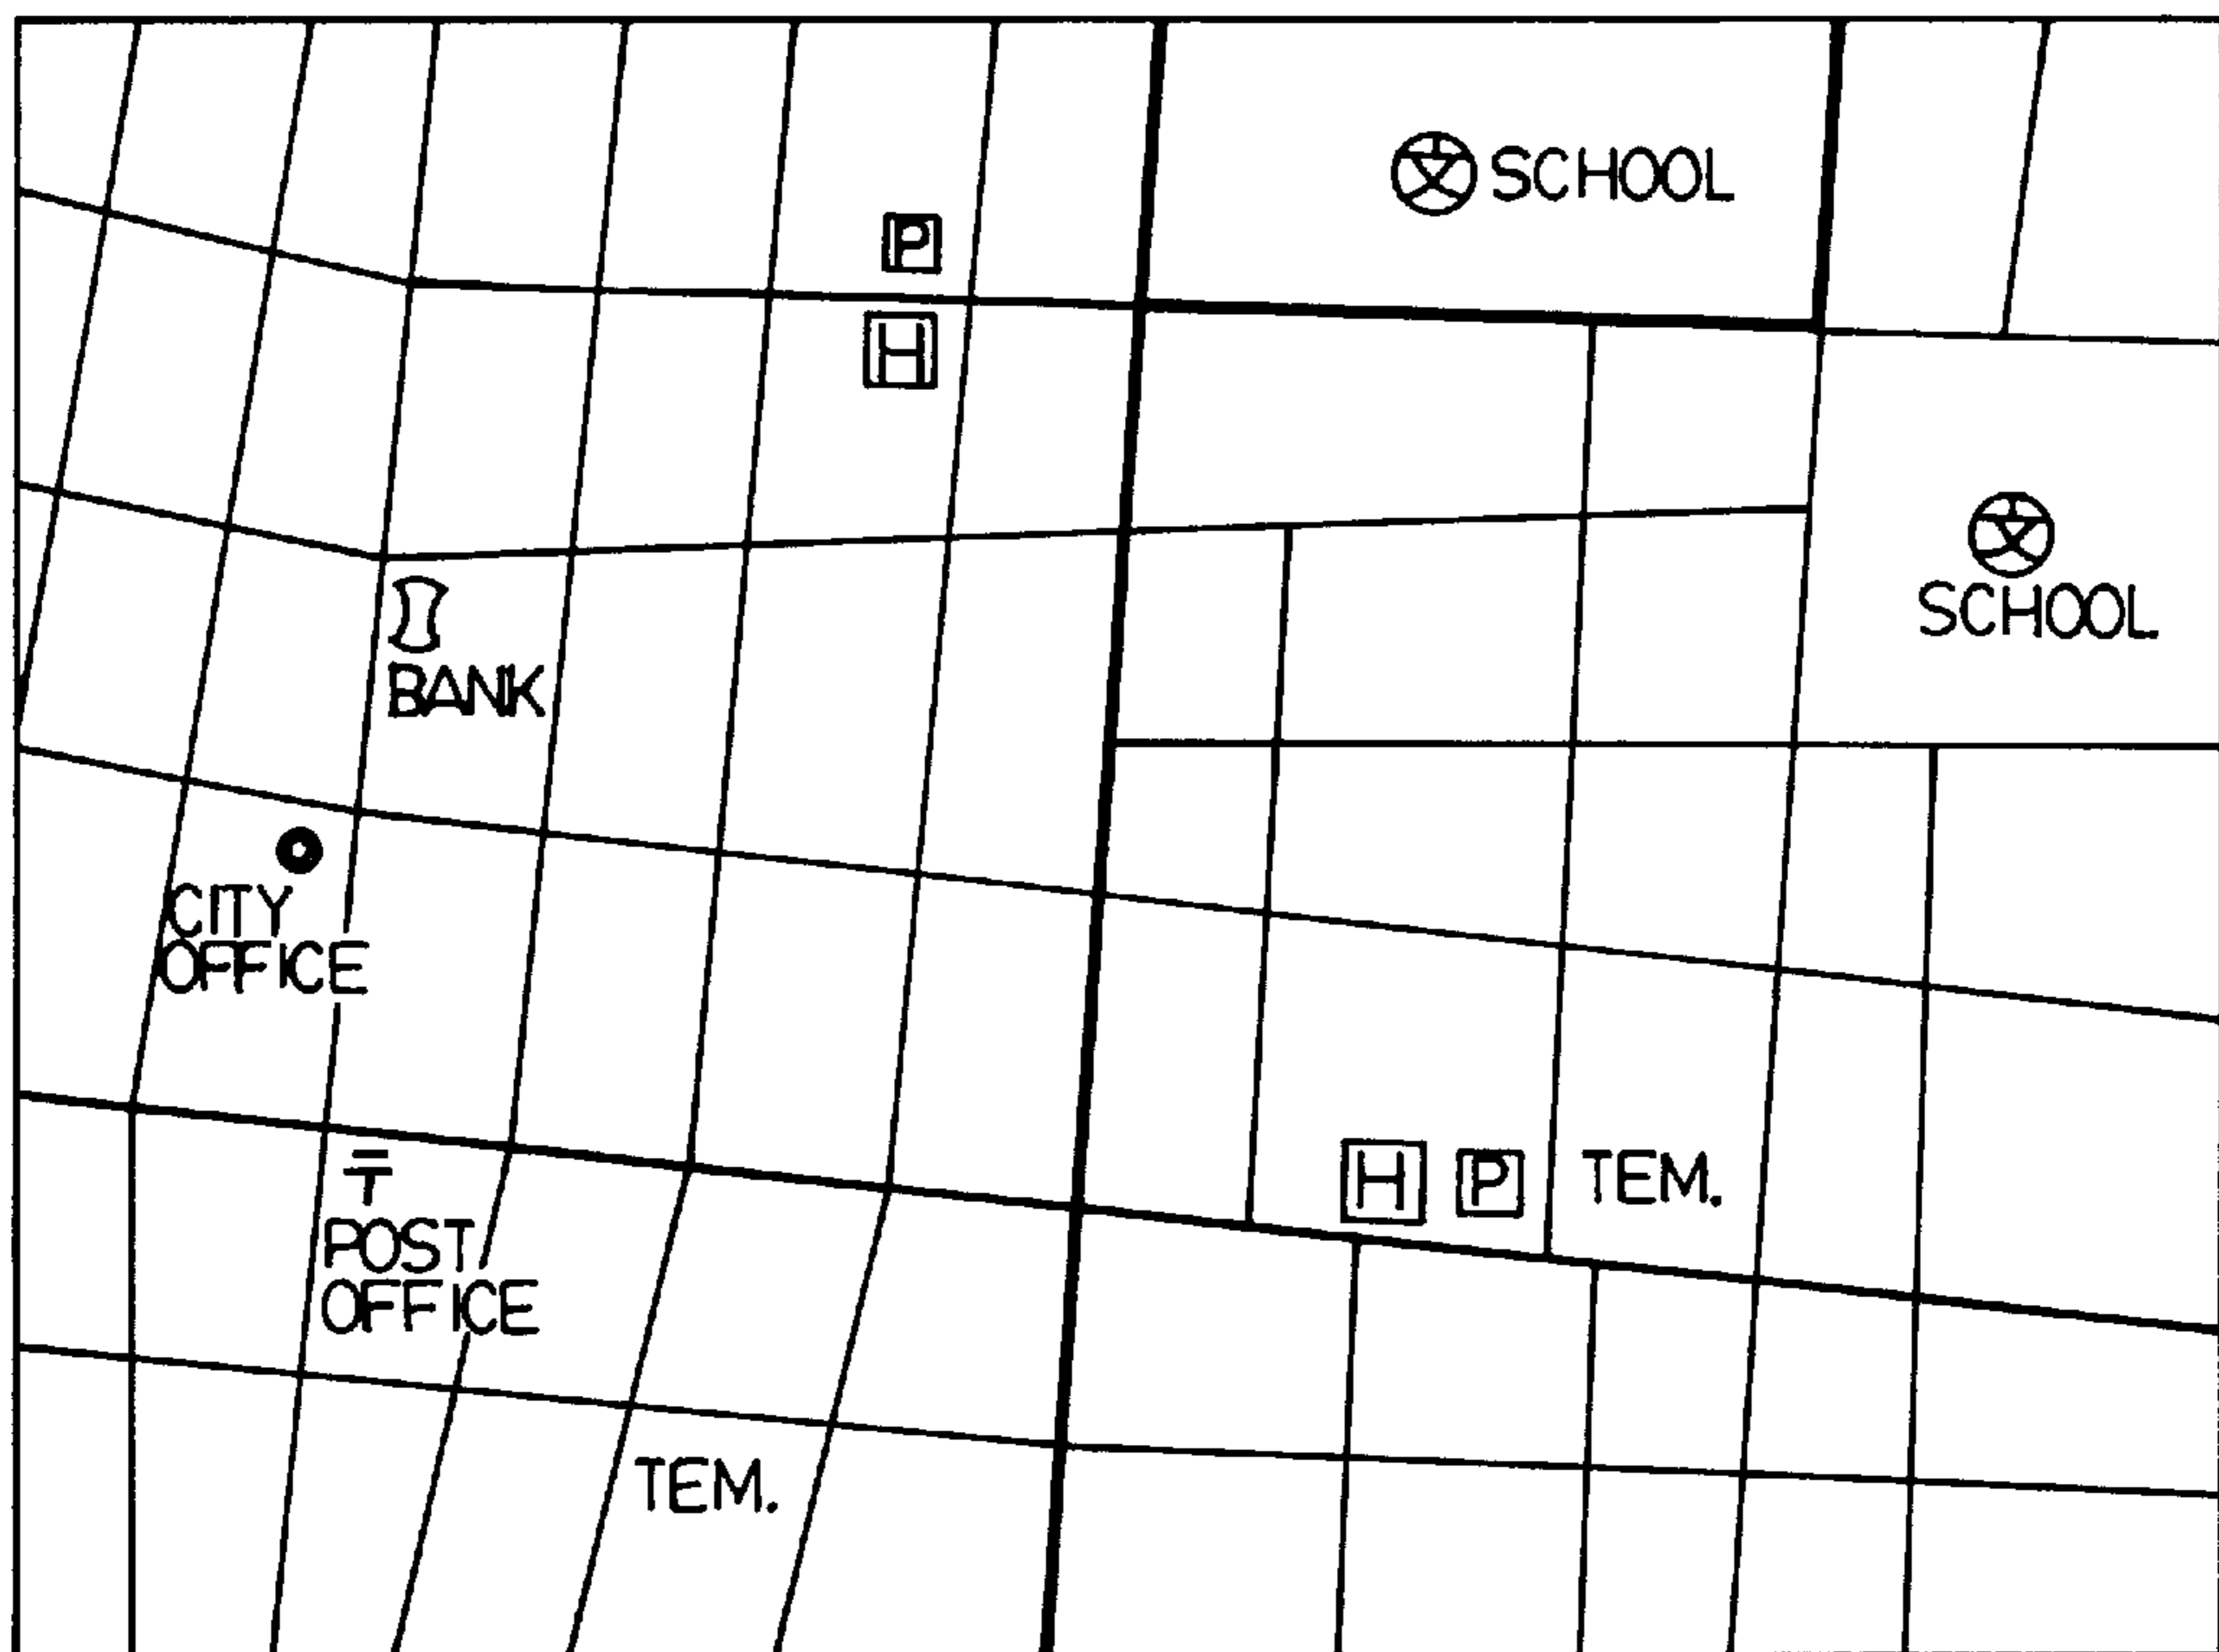 SCHOOL
P
H
SCHOOL
BANK
CITY
OFFICE
H P TEM.
〒
POST
OFFICE
TEM.